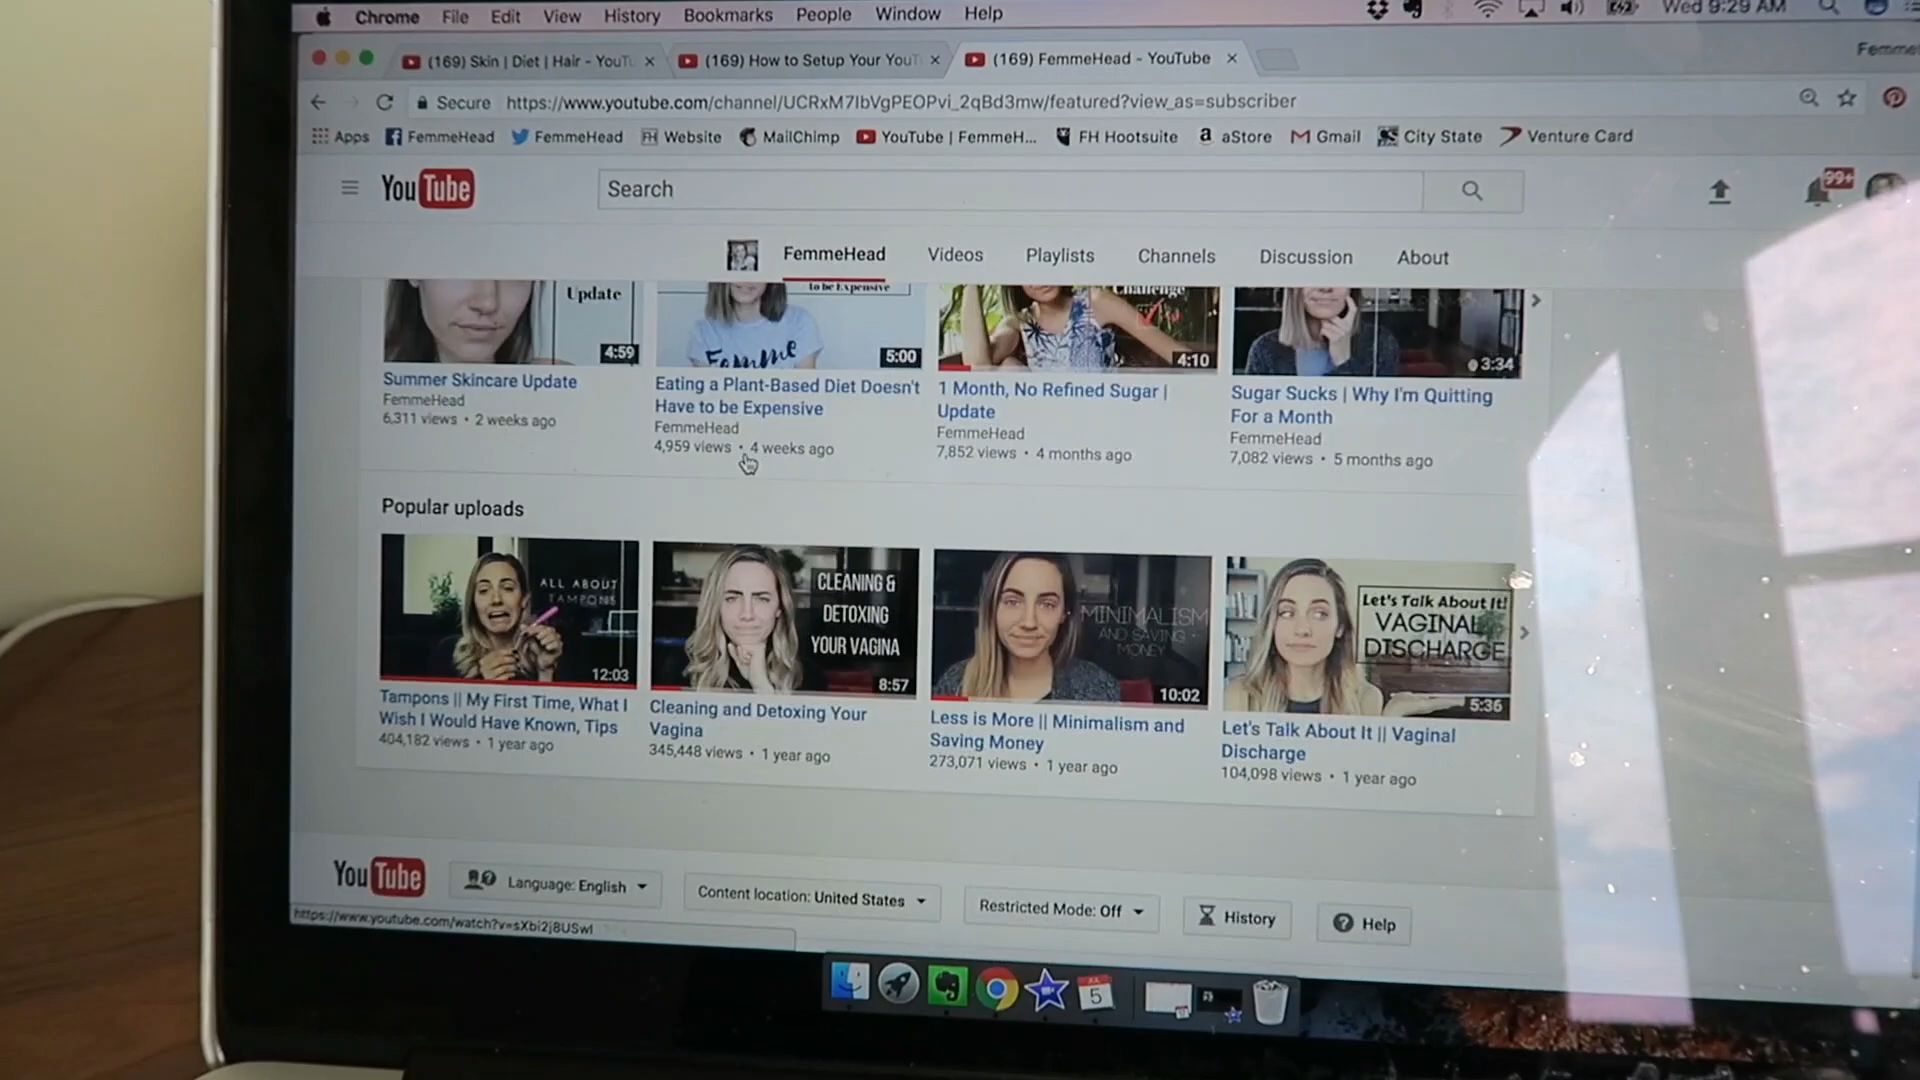 Chrome File Edit View History Bookmarks People Window Help
Wed 9:29 AM
(169) Skin | Diet | Hair - YouTu
(169) How to Setup Your YouT
(169) FemmeHead - YouTube
Femme
Secure https://www.youtube.com/channel/UCRxM7IbVgPEOPvi_2qBd3mw/featured?view_as=subscriber
Apps FemmeHead FemmeHead Website MailChimp YouTube | FemmeH... FH Hootsuite aStore Gmail City State Venture Card
YouTube
Search
99+
FemmeHead Videos Playlists Channels Discussion About
Update
to be Expensive
Challenge
Femme
4:59
5:00
4:10
3:34
Summer Skincare Update
FemmeHead
6,311 views • 2 weeks ago
Eating a Plant-Based Diet Doesn't
Have to be Expensive
FemmeHead
4,959 views • 4 weeks ago
1 Month, No Refined Sugar |
Update
FemmeHead
7,852 views • 4 months ago
Sugar Sucks | Why I'm Quitting
For a Month
FemmeHead
7,082 views • 5 months ago
Popular uploads
ALL ABOUT
TAMPONS
12:03
CLEANING &
DETOXING
YOUR VAGINA
8:57
MINIMALISM
AND SAVING
MONEY
10:02
Let's Talk About It!
VAGINAL
DISCHARGE
5:36
Tampons || My First Time, What I
Wish I Would Have Known, Tips
404,182 views • 1 year ago
Cleaning and Detoxing Your
Vagina
345,448 views • 1 year ago
Less is More || Minimalism and
Saving Money
273,071 views • 1 year ago
Let's Talk About It || Vaginal
Discharge
104,098 views • 1 year ago
YouTube
Language: English
Content location: United States
Restricted Mode: Off
History
Help
https://www.youtube.com/watch?v=sXbi2j8USwI
JUL
5